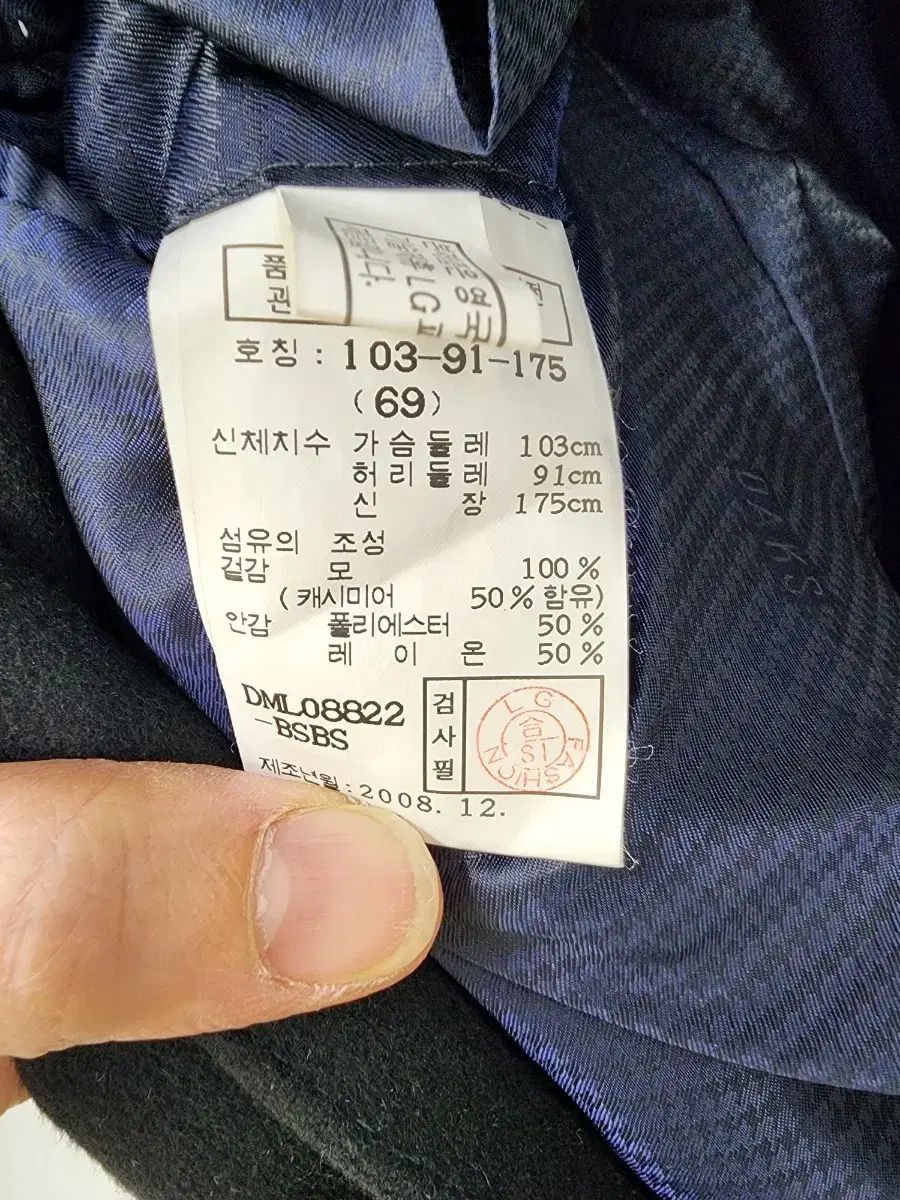 품
관
호칭 : 103-91-175
(69)
신체치수 가슴둘레 103cm
허리둘레 91cm
신장 175cm
섬유의 조성
겉감 모 100%
(캐시미어 50%함유)
안감 폴리에스터 50%
레이온 50%
DML08822
-BSBS
검사필
LG FASHION
제조년월:2008.12.
DAKS